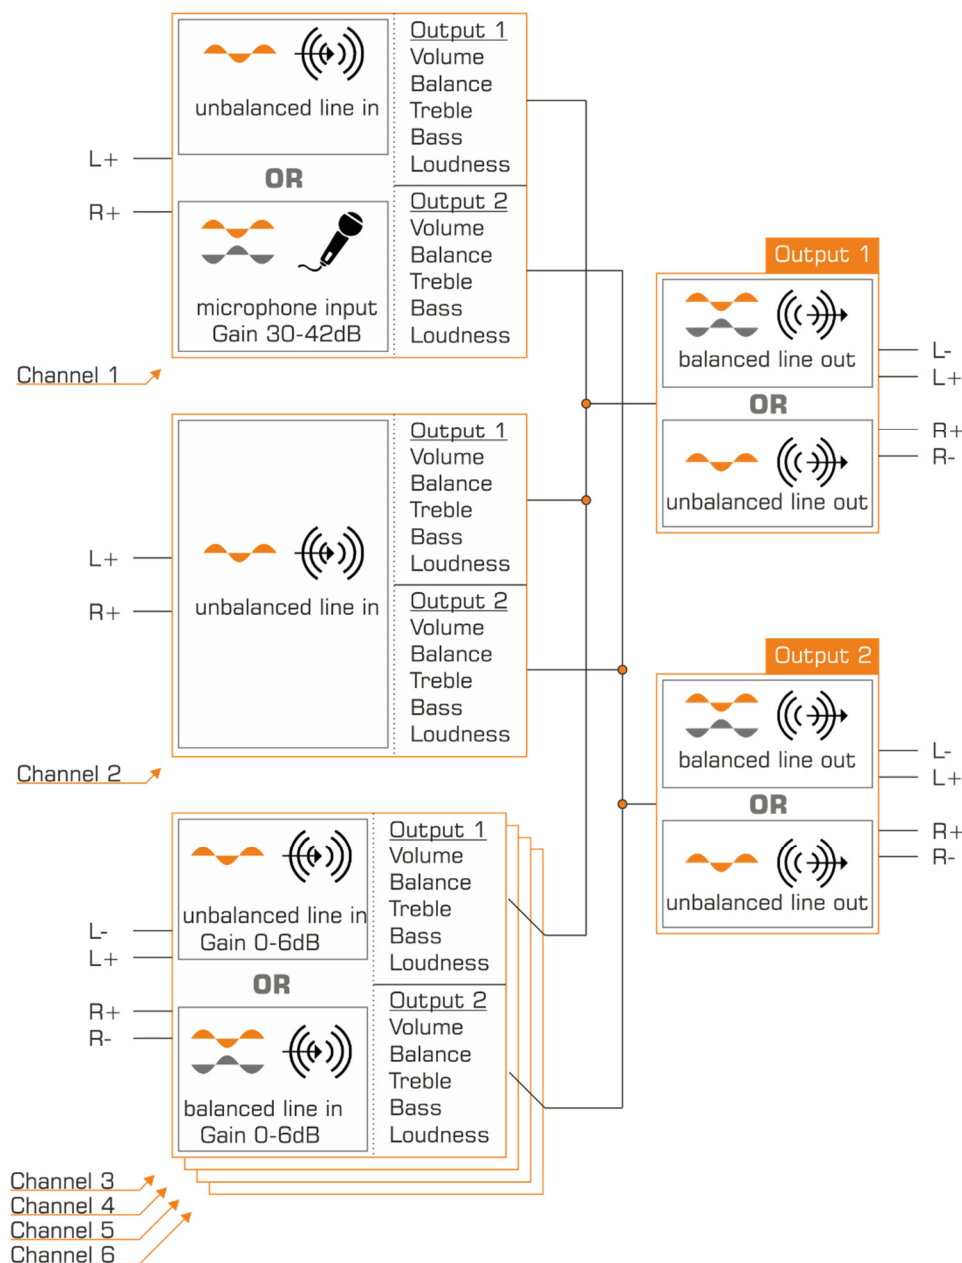 Output 1
Volume
Balance
Treble
Bass
Loudness
unbalanced line in
L+
OR
R+
Output 2
Volume
Balance
Treble
Bass
Loudness
microphone input
Gain 30-42dB
Channel 1
Output 1
balanced line out
L-
L+
OR
R+
R-
unbalanced line out
Output 1
Volume
Balance
Treble
Bass
Loudness
L+
R+
unbalanced line in
Output 2
Volume
Balance
Treble
Bass
Loudness
Channel 2
Output 2
balanced line out
L-
L+
OR
R+
R-
unbalanced line out
Output 1
Volume
Balance
Treble
Bass
Loudness
unbalanced line in
Gain 0-6dB
L-
L+
OR
R+
R-
Output 2
Volume
Balance
Treble
Bass
Loudness
balanced line in
Gain 0-6dB
Channel 3
Channel 4
Channel 5
Channel 6